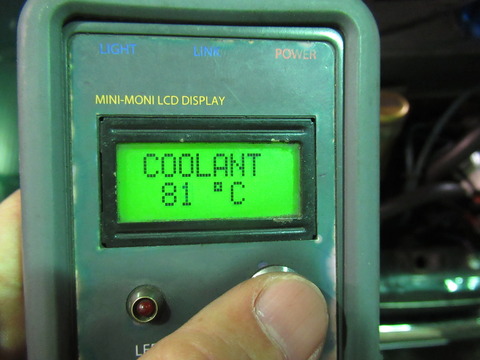 LIGHT LINK POWER
MINI-MONI LCD DISPLAY
COOLANT
81 °C